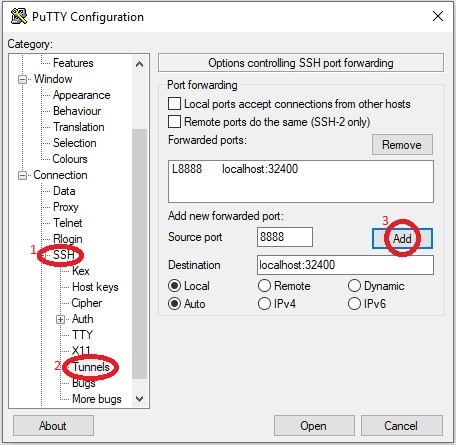 PuTTY Configuration
Category:
Features
Window
Appearance
Behaviour
Translation
Selection
Colours
Connection
Data
Proxy
Telnet
Rlogin
1 SSH
Kex
Host keys
Cipher
Auth
TTY
X11
2 Tunnels
Bugs
More bugs
Options controlling SSH port forwarding
Port forwarding
Local ports accept connections from other hosts
Remote ports do the same (SSH-2 only)
Forwarded ports:
Remove
L8888 localhost:32400
Add new forwarded port:
3
Source port 8888 Add
Destination localhost:32400
Local Remote Dynamic
Auto IPv4 IPv6
About Open Cancel